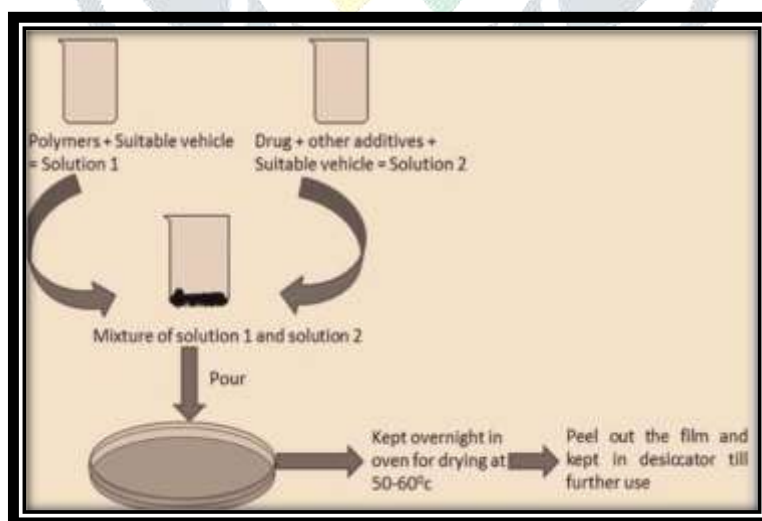 Polymers + Suitable vehicle
= Solution 1
Drug + other additives +
Suitable vehicle = Solution 2
Mixture of solution 1 and solution 2
Pour
Kept overnight in
oven for drying at
50-60⁰c
Peel out the film and
kept in desiccator till
further use